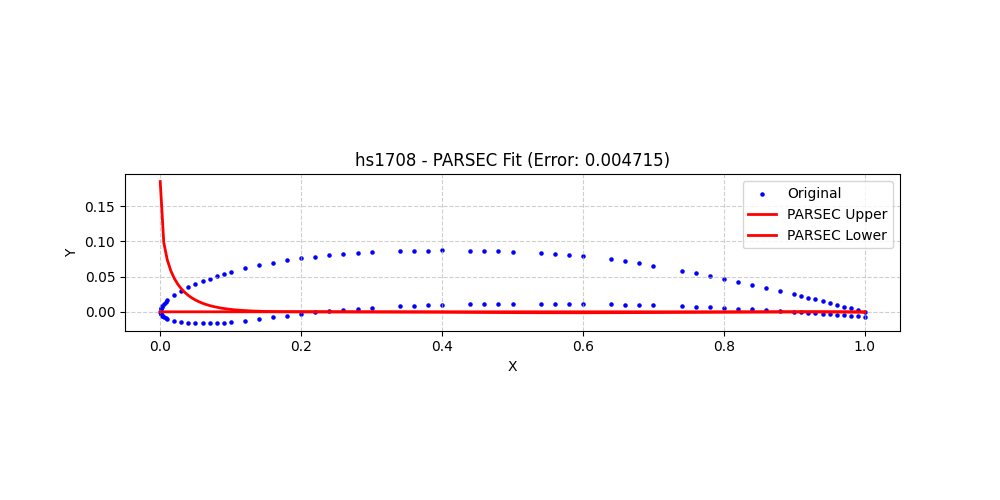 hs1708 - PARSEC Fit (Error: 0.004715)
Original
PARSEC Upper
PARSEC Lower
Y
0.15
0.10
0.05
0.00
0.0 0.2 0.4 0.6 0.8 1.0
X